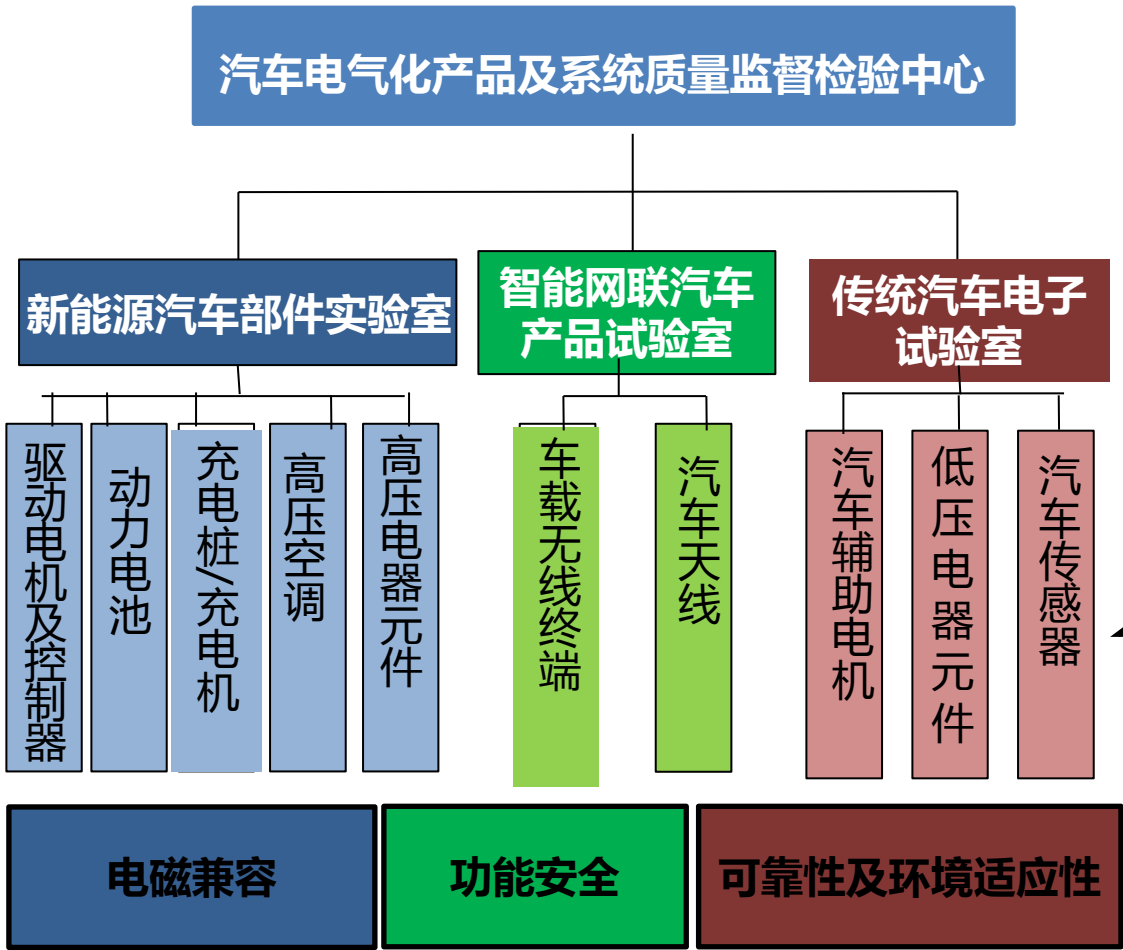 汽车电气化产品及系统质量监督检验中心
新能源汽车部件实验室
智能网联汽车
产品试验室
传统汽车电子
试验室
驱动电机及控制器
动力电池
充电桩/充电机
高压空调
高压电器元件
车载无线终端
汽车天线
汽车辅助电机
低压电器元件
汽车传感器
电磁兼容
功能安全
可靠性及环境适应性